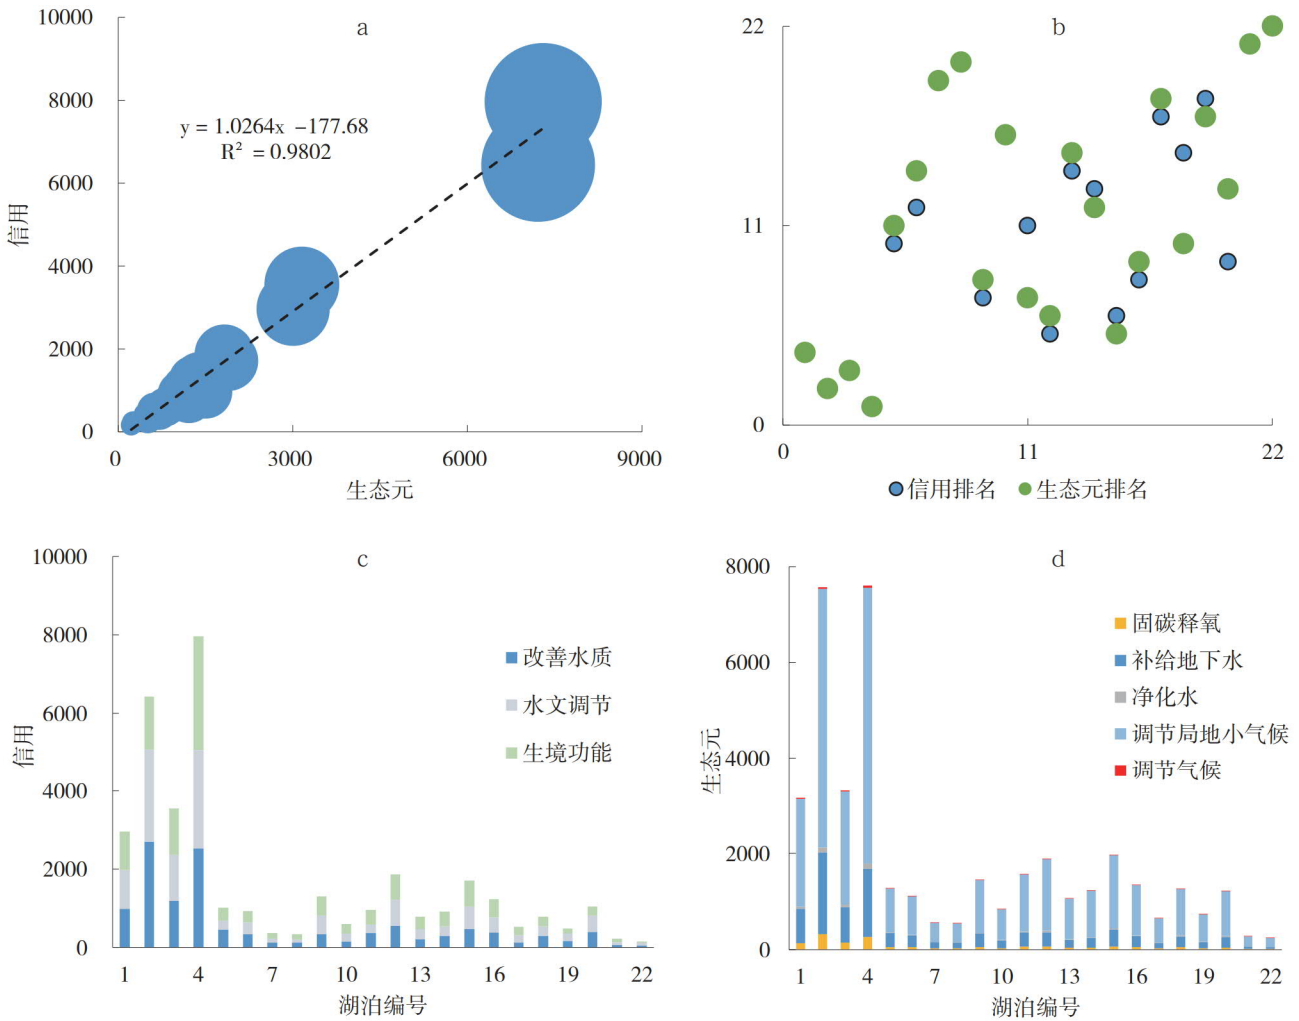 a
10000
8000
6000
4000
2000
0
信用
y = 1.0264x −177.68
R² = 0.9802
0 3000 6000 9000
生态元
b
22
11
0
0 11 22
信用排名 生态元排名
c
10000
8000
6000
4000
2000
0
信用
改善水质
水文调节
生境功能
1 4 7 10 13 16 19 22
湖泊编号
d
8000
6000
4000
2000
0
生态元
固碳释氧
补给地下水
净化水
调节局地小气候
调节气候
1 4 7 10 13 16 19 22
湖泊编号